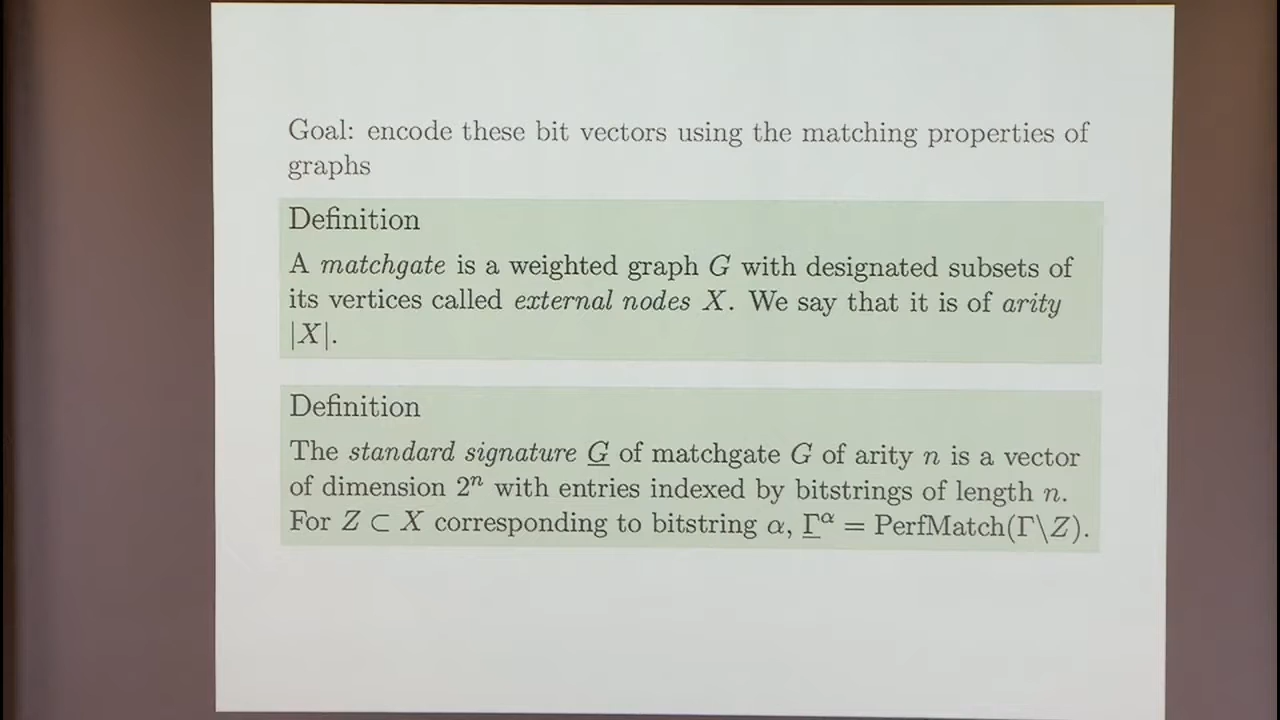 Goal: encode these bit vectors using the matching properties of
graphs
Definition
A matchgate is a weighted graph G with designated subsets of
its vertices called external nodes X. We say that it is of arity
|X|.
Definition
The standard signature G̲ of matchgate G of arity n is a vector
of dimension 2ⁿ with entries indexed by bitstrings of length n.
For Z ⊂ X corresponding to bitstring α, Γ̲^α = PerfMatch(Γ\Z).